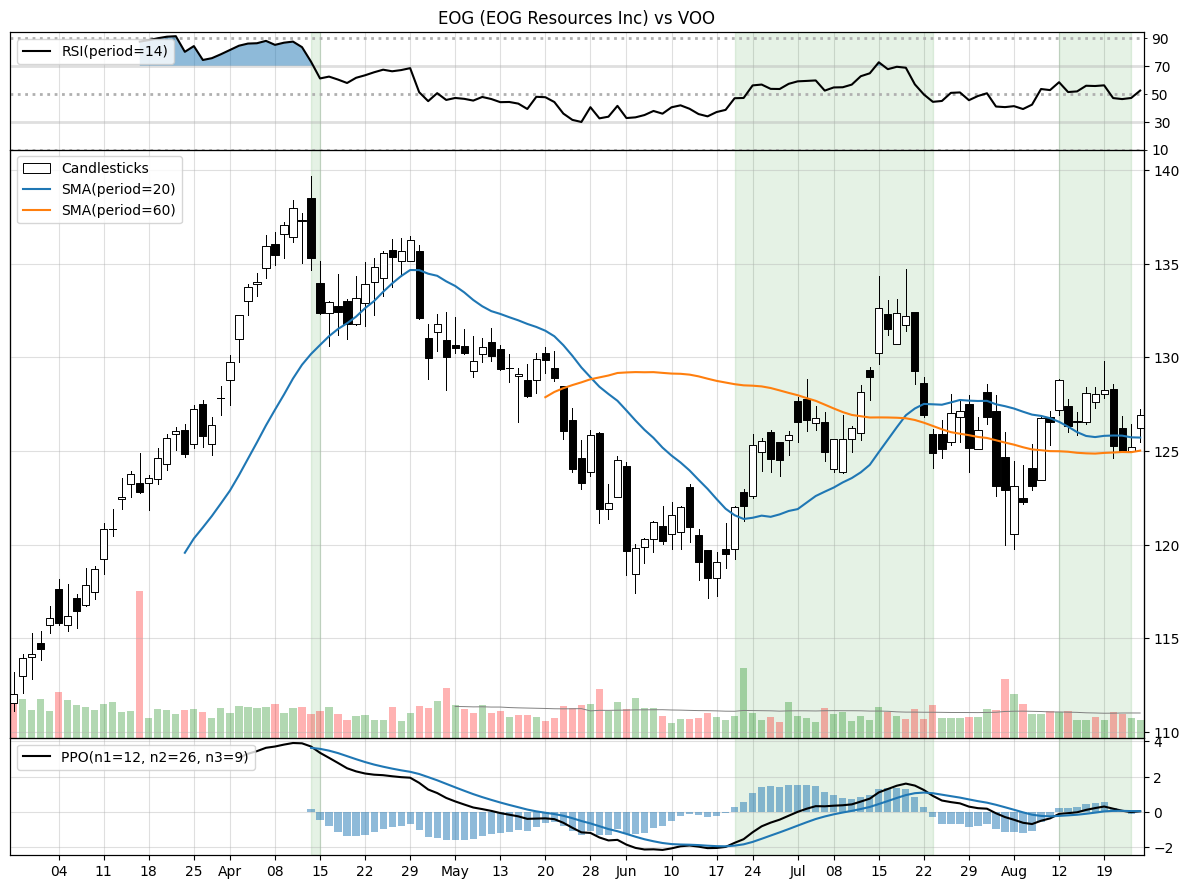 EOG (EOG Resources Inc) vs VOO
RSI(period=14)
90
70
50
30
10
Candlesticks
SMA(period=20)
SMA(period=60)
140
135
130
125
120
115
110
PPO(n1=12, n2=26, n3=9)
4
2
0
−2
04 11 18 25 Apr 08 15 22 29 May 13 20 28 Jun 10 17 24 Jul 08 15 22 29 Aug 12 19